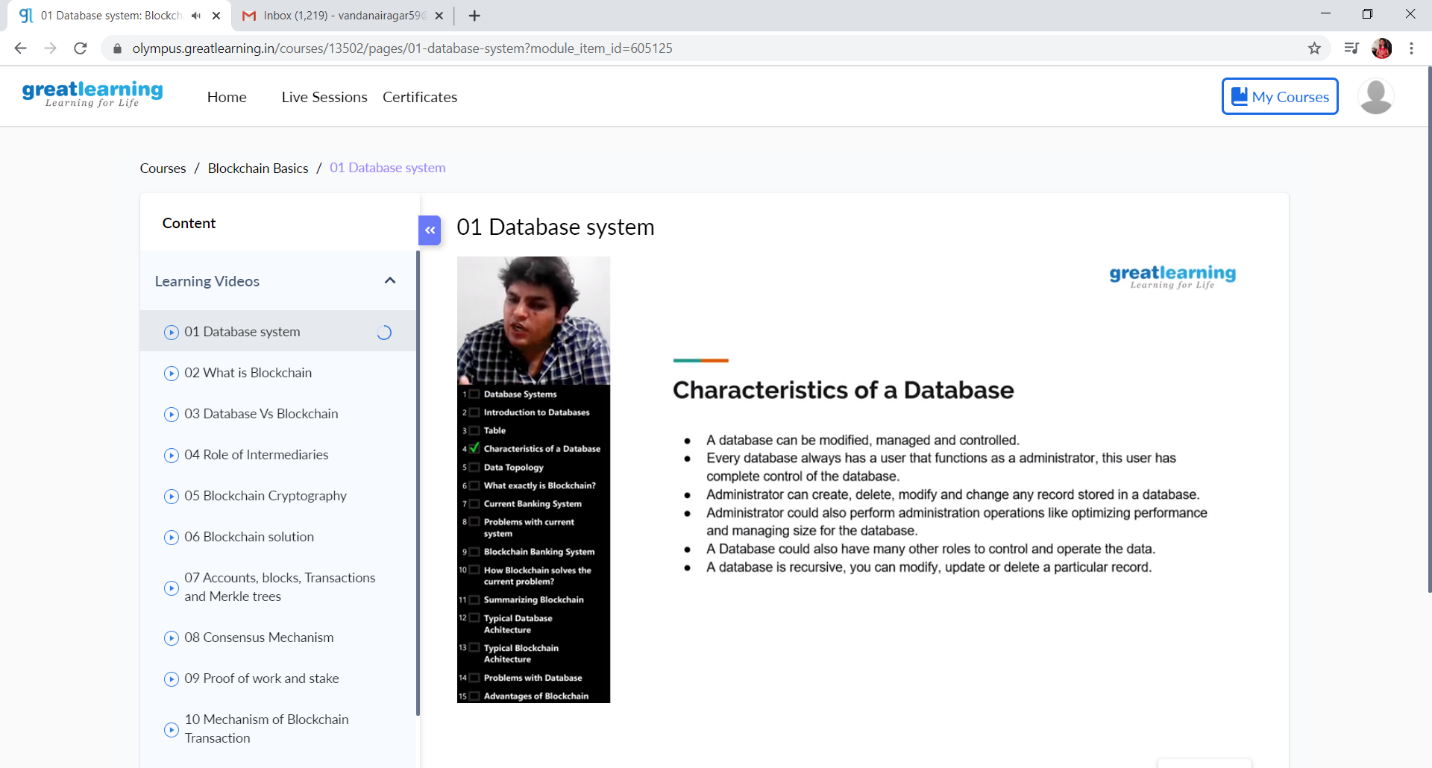 01 Database system: Blockch
Inbox (1,219) - vandanairagar59@
olympus.greatlearning.in/courses/13502/pages/01-database-system?module_item_id=605125
greatlearning
Learning for Life
Home
Live Sessions
Certificates
My Courses
Courses / Blockchain Basics / 01 Database system
Content
Learning Videos
01 Database system
02 What is Blockchain
03 Database Vs Blockchain
04 Role of Intermediaries
05 Blockchain Cryptography
06 Blockchain solution
07 Accounts, blocks, Transactions
and Merkle trees
08 Consensus Mechanism
09 Proof of work and stake
10 Mechanism of Blockchain
Transaction
01 Database system
1 Database Systems
2 Introduction to Databases
3 Table
4 Characteristics of a Database
5 Data Topology
6 What exactly is Blockchain?
7 Current Banking System
8 Problems with current
system
9 Blockchain Banking System
10 How Blockchain solves the
current problem?
11 Summarizing Blockchain
12 Typical Database
Achitecture
13 Typical Blockchain
Achitecture
14 Problems with Database
15 Advantages of Blockchain
greatlearning
Learning for Life
Characteristics of a Database
● A database can be modified, managed and controlled.
● Every database always has a user that functions as a administrator, this user has
complete control of the database.
● Administrator can create, delete, modify and change any record stored in a database.
● Administrator could also perform administration operations like optimizing performance
and managing size for the database.
● A Database could also have many other roles to control and operate the data.
● A database is recursive, you can modify, update or delete a particular record.